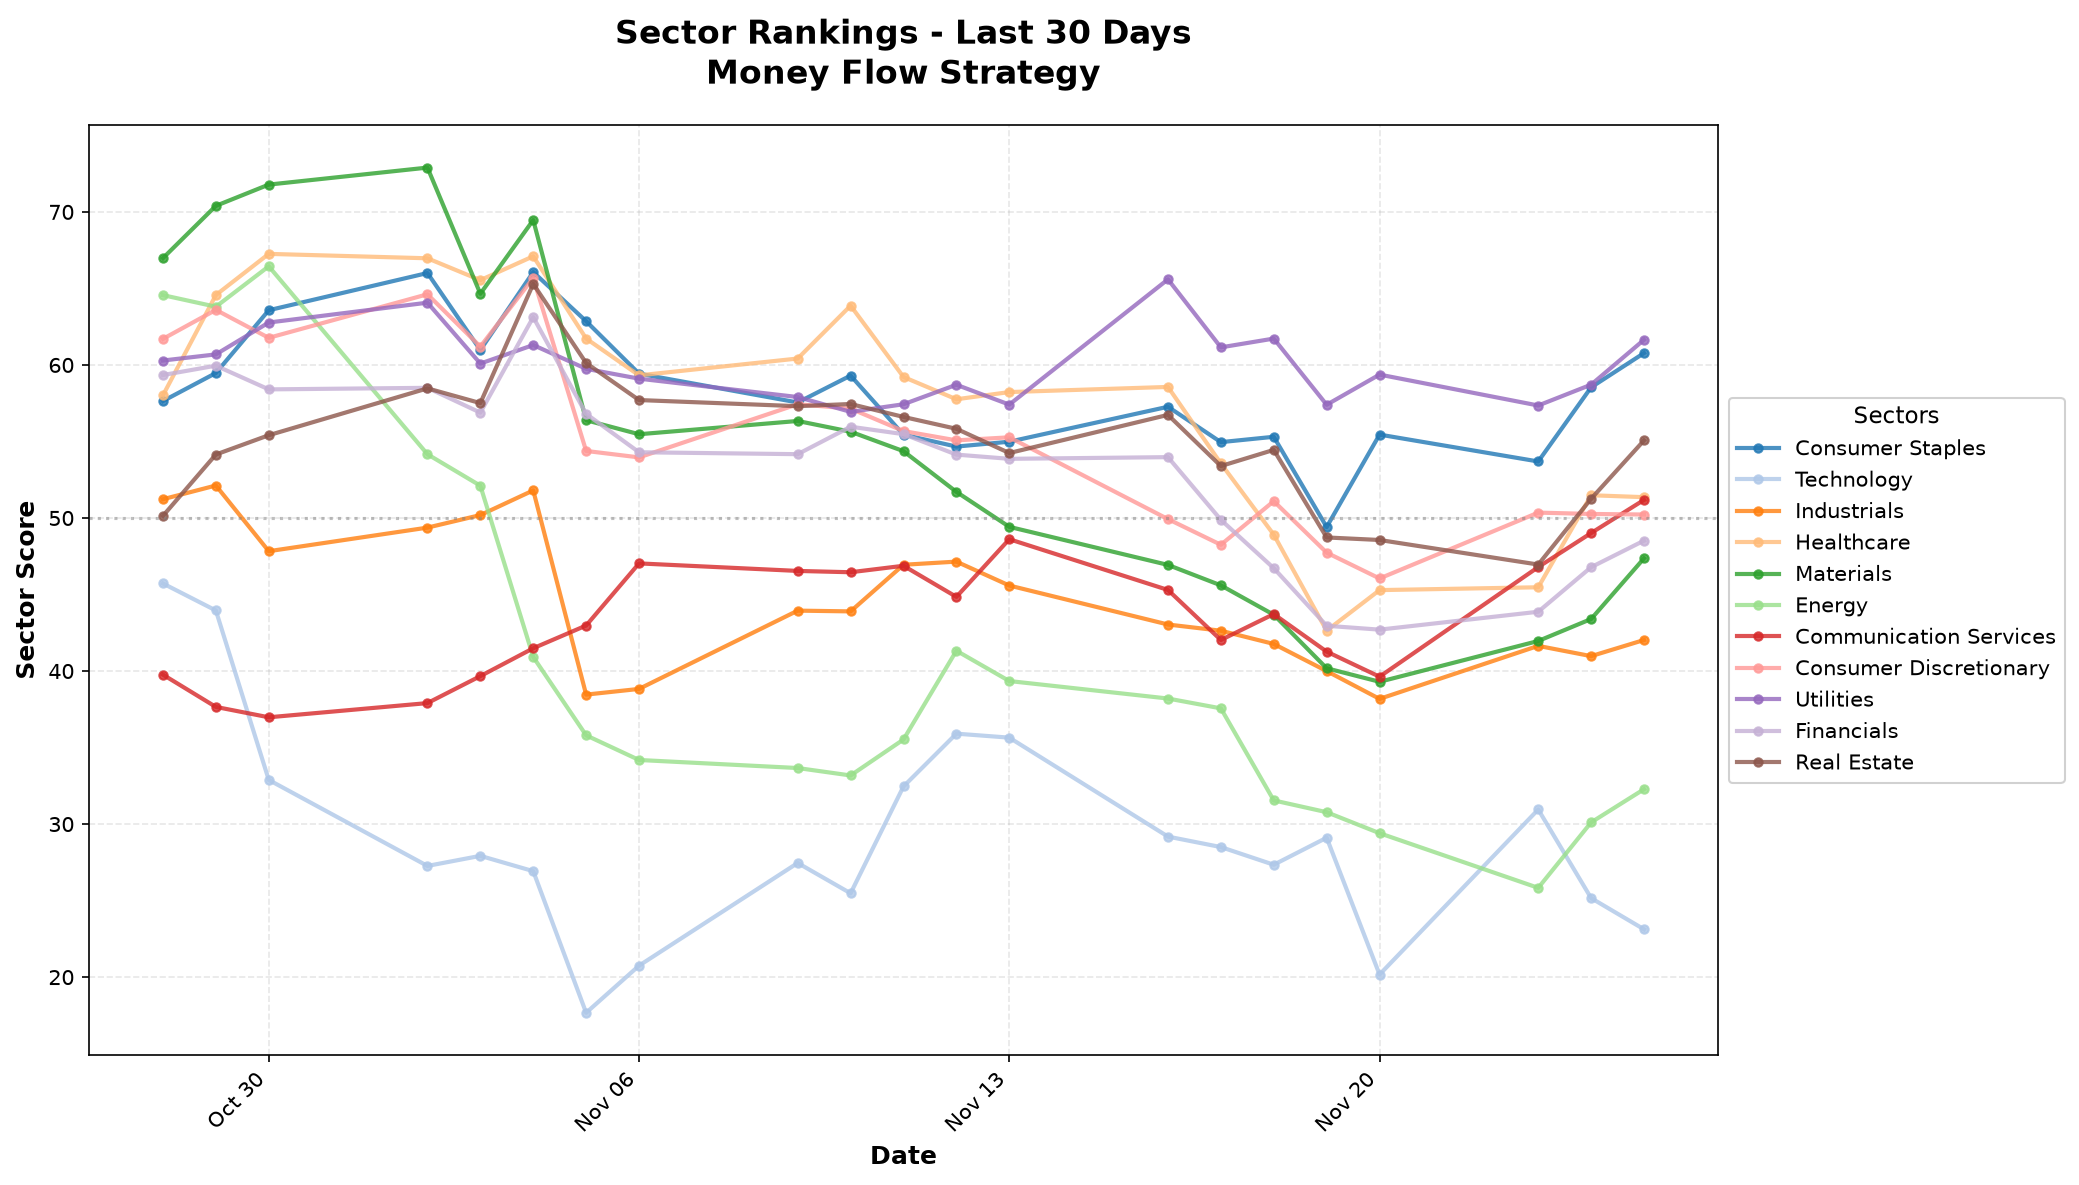 Sector Rankings - Last 30 Days
Money Flow Strategy
Sector Score
70
60
50
40
30
20
Oct 30
Nov 06
Nov 13
Nov 20
Date
Sectors
Consumer Staples
Technology
Industrials
Healthcare
Materials
Energy
Communication Services
Consumer Discretionary
Utilities
Financials
Real Estate